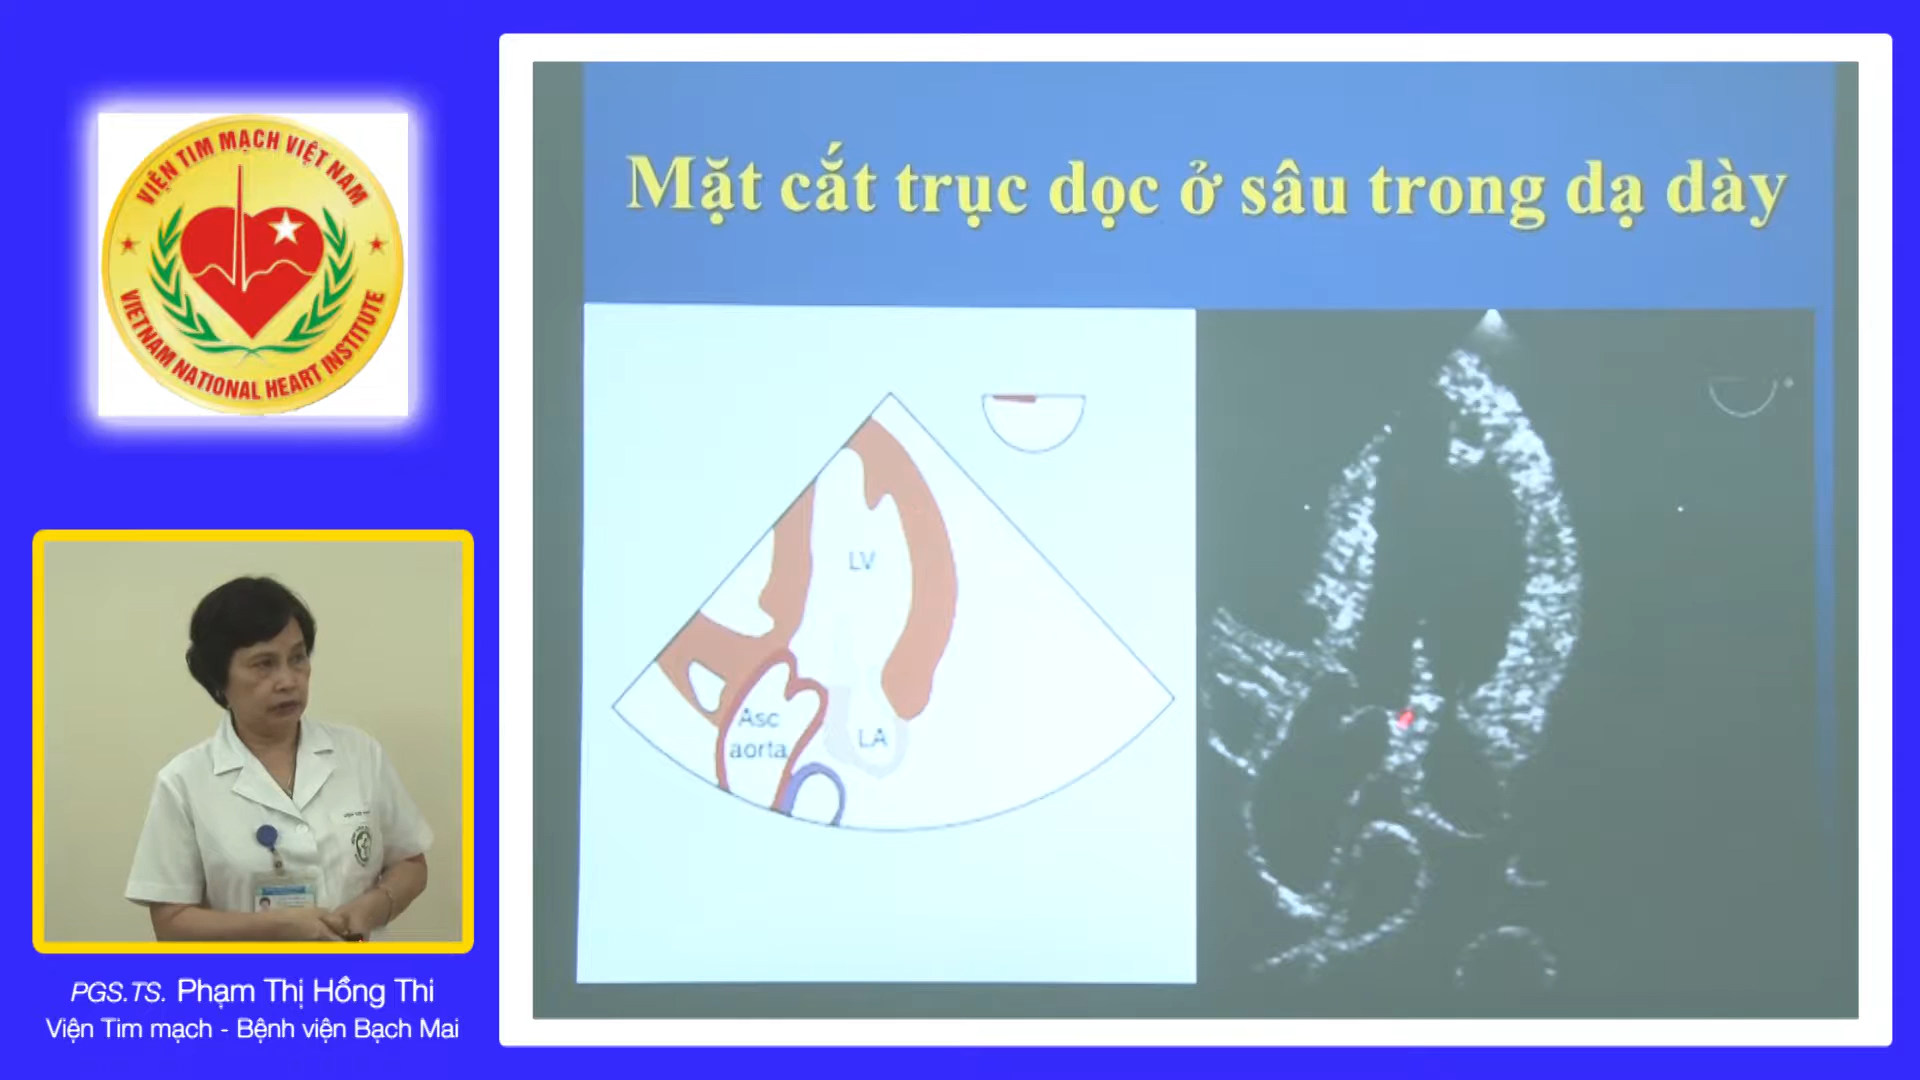 VIỆN TIM MẠCH VIỆT NAM
VIETNAM NATIONAL HEART INSTITUTE
Mặt cắt trục dọc ở sâu trong dạ dày
LV
Asc
aorta
LA
PGS.TS. Phạm Thị Hồng Thi
Viện Tim mạch - Bệnh viện Bạch Mai